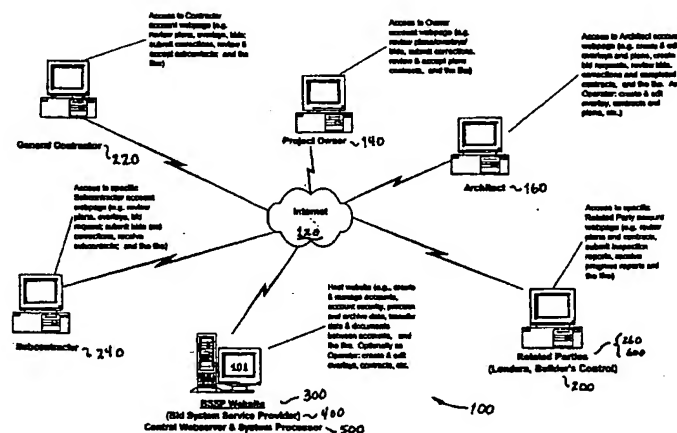 Access to Contractor
account webpage (e.g.
review plans, overlays, bids;
submit corrections, review &
accept subcontracts; and the
like)
General Contractor 220
Access to Owner
account webpage (e.g.
review plans/overlays/
bids, submit corrections,
review & accept plans
contracts, and the like)
Project Owner 140
Access to Architect account
webpage (e.g. create & edit
overlays and plans, create
bid requests, review bids,
corrections and completed
contracts, and the like. As
Operator: create & edit
overlay, contracts and
plans, etc.)
Architect 160
Internet
120
Access to specific
Subcontractor account
webpage (e.g. review
plans, overlays, bid
request; submit bids and
corrections, receive
subcontracts; and the like)
Subcontractor 240
Access to specific
Related Party account
webpage (e.g. review
plans and contracts,
submit inspection
reports, receive
progress reports and
the like)
Related Parties 260
600
(Lenders, Builder's Control)
200
Host website (e.g., create
& manage accounts,
account security, process
and archive data, transfer
data & documents
between accounts, and
the like. Optionally as
Operator: create & edit
overlays, contracts, etc.
101
BSSP Website 300
(Bid System Service Provider) 400
Central Webserver & System Processor 500
100